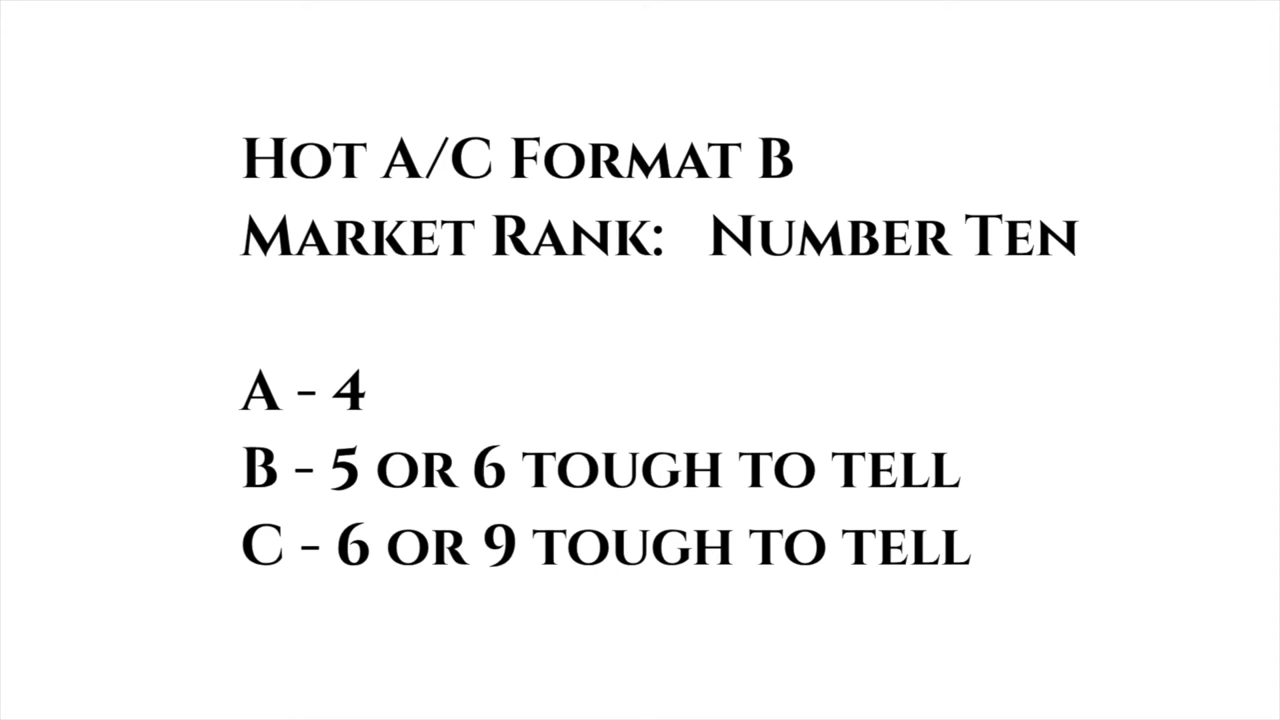 Hot A/C Format B
Market Rank: Number Ten
A - 4
B - 5 or 6 tough to tell
C - 6 or 9 tough to tell